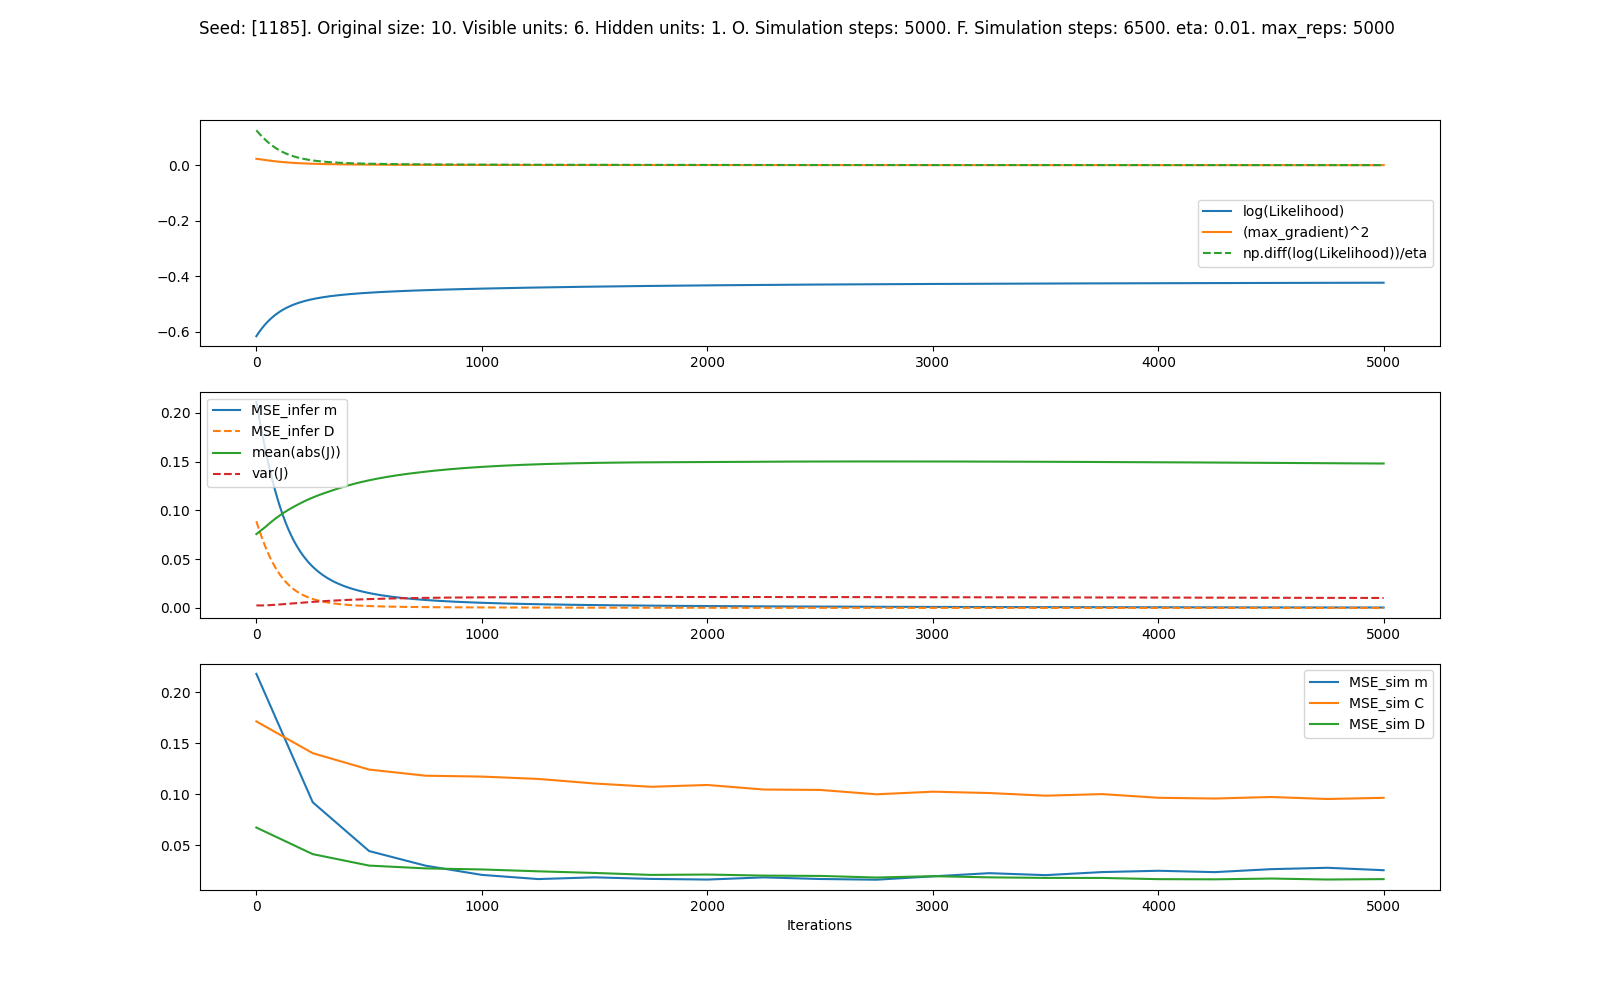 Seed: [1185]. Original size: 10. Visible units: 6. Hidden units: 1. O. Simulation steps: 5000. F. Simulation steps: 6500. eta: 0.01. max_reps: 5000
0.0
−0.2
−0.4
−0.6
log(Likelihood)
(max_gradient)^2
np.diff(log(Likelihood))/eta
0 1000 2000 3000 4000 5000
0.20
0.15
0.10
0.05
0.00
MSE_infer m
MSE_infer D
mean(abs(J))
var(J)
0 1000 2000 3000 4000 5000
0.20
0.15
0.10
0.05
MSE_sim m
MSE_sim C
MSE_sim D
0 1000 2000 3000 4000 5000
Iterations